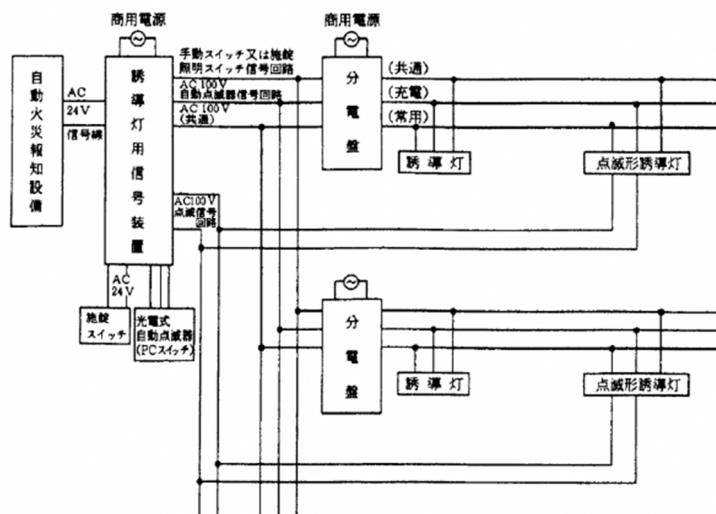 商用電源
商用電源
自動火災報知設備
AC
24V
信号線
誘導灯用信号装置
手動スイッチ又は施錠
照明スイッチ信号回路
AC 100V
自動点滅器信号回路
AC 100V
(共通)
AC100V
点滅信号
回路
分電盤
(共通)
(充電)
(常用)
誘導灯
点滅形誘導灯
AC
24V
施錠
スイッチ
光電式
自動点滅器
(PCスイッチ)
分電盤
誘導灯
点滅形誘導灯